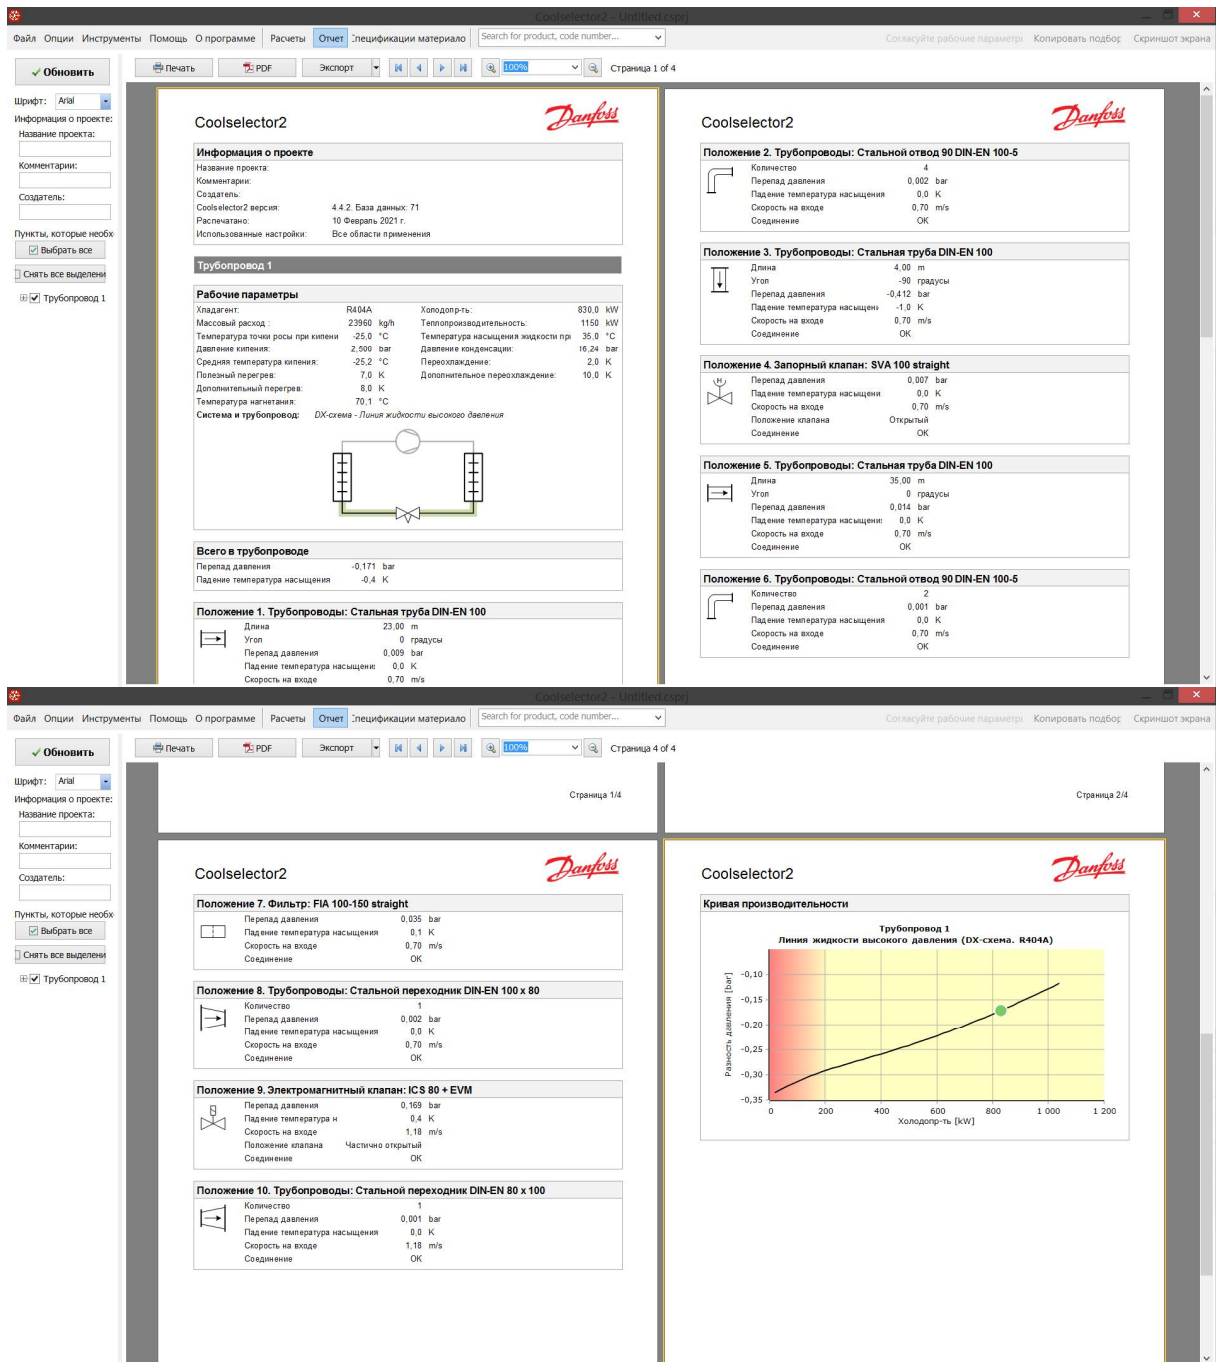 Coolselector2 - Untitled.csprj
Файл Опции Инструменты Помощь О программе Расчеты Отчет Спецификации материало Search for product, code number... Согласуйте рабочие параметры Копировать подбор Скриншот экрана
Обновить Печать PDF Экспорт 100% Страница 1 of 4
Шрифт: Arial
Информация о проекте:
Название проекта:
Комментарии:
Создатель:
Пункты, которые необх
Выбрать все
Снять все выделени
Трубопровод 1
Coolselector2
Danfoss
Информация о проекте
Название проекта:
Комментарии:
Создатель:
Coolselector2 версия: 4.4.2. База данных: 71
Распечатано: 10 Февраль 2021 г.
Использованные настройки: Все области применения
Трубопровод 1
Рабочие параметры
Хладагент: R404A Холодопр-ть: 830,0 kW
Массовый расход : 23960 kg/h Теплопроизводительность: 1150 kW
Температура точки росы при кипени -25,0 °C Температура насыщения жидкости при 35,0 °C
Давление кипения: 2,500 bar Давление конденсации: 16,24 bar
Средняя температура кипения: -25,2 °C Переохлаждение: 2,0 K
Полезный перегрев: 7,0 K Дополнительное переохлаждение: 10,0 K
Дополнительный перегрев: 8,0 K
Температура нагнетания: 70,1 °C
Система и трубопровод: DX-схема - Линия жидкости высокого давления
Всего в трубопроводе
Перепад давления -0,171 bar
Падение температура насыщения -0,4 K
Положение 1. Трубопроводы: Стальная труба DIN-EN 100
Длина 23,00 m
Угол 0 градусы
Перепад давления 0,009 bar
Падение температура насыщени: 0,0 K
Скорость на входе 0,70 m/s
Coolselector2
Danfoss
Положение 2. Трубопроводы: Стальной отвод 90 DIN-EN 100-5
Количество 4
Перепад давления 0,002 bar
Падение температура насыщения 0,0 K
Скорость на входе 0,70 m/s
Соединение OK
Положение 3. Трубопроводы: Стальная труба DIN-EN 100
Длина 4,00 m
Угол -90 градусы
Перепад давления -0,412 bar
Падение температура насыщени -1,0 K
Скорость на входе 0,70 m/s
Соединение OK
Положение 4. Запорный клапан: SVA 100 straight
H
Перепад давления 0,007 bar
Падение температура насыщени 0,0 K
Скорость на входе 0,70 m/s
Положение клапана Открытый
Соединение OK
Положение 5. Трубопроводы: Стальная труба DIN-EN 100
Длина 35,00 m
Угол 0 градусы
Перепад давления 0,014 bar
Падение температура насыщени: 0,0 K
Скорость на входе 0,70 m/s
Соединение OK
Положение 6. Трубопроводы: Стальной отвод 90 DIN-EN 100-5
Количество 2
Перепад давления 0,001 bar
Падение температура насыщения 0,0 K
Скорость на входе 0,70 m/s
Соединение OK
Coolselector2 - Untitled.csprj
Файл Опции Инструменты Помощь О программе Расчеты Отчет Спецификации материало Search for product, code number... Согласуйте рабочие параметры Копировать подбор Скриншот экрана
Обновить Печать PDF Экспорт 100% Страница 4 of 4
Шрифт: Arial
Информация о проекте:
Название проекта:
Комментарии:
Создатель:
Пункты, которые необх
Выбрать все
Снять все выделени
Трубопровод 1
Страница 1/4
Страница 2/4
Coolselector2
Danfoss
Положение 7. Фильтр: FIA 100-150 straight
Перепад давления 0,035 bar
Падение температура насыщения 0,1 K
Скорость на входе 0,70 m/s
Соединение OK
Положение 8. Трубопроводы: Стальной переходник DIN-EN 100 x 80
Количество 1
Перепад давления 0,002 bar
Падение температура насыщения 0,0 K
Скорость на входе 0,70 m/s
Соединение OK
Положение 9. Электромагнитный клапан: ICS 80 + EVM
Перепад давления 0,169 bar
Падение температура н 0,4 K
Скорость на входе 1,18 m/s
Положение клапана Частично открытый
Соединение OK
Положение 10. Трубопроводы: Стальной переходник DIN-EN 80 x 100
Количество 1
Перепад давления 0,001 bar
Падение температура насыщения 0,0 K
Скорость на входе 1,18 m/s
Соединение OK
Coolselector2
Danfoss
Кривая производительности
Трубопровод 1
Линия жидкости высокого давления (DX-схема. R404A)
Разность давления [bar]
-0,10
-0,15
-0.20
-0,25
-0,30
-0,35
0 200 400 600 800 1 000 1 200
Холодопр-ть [kW]